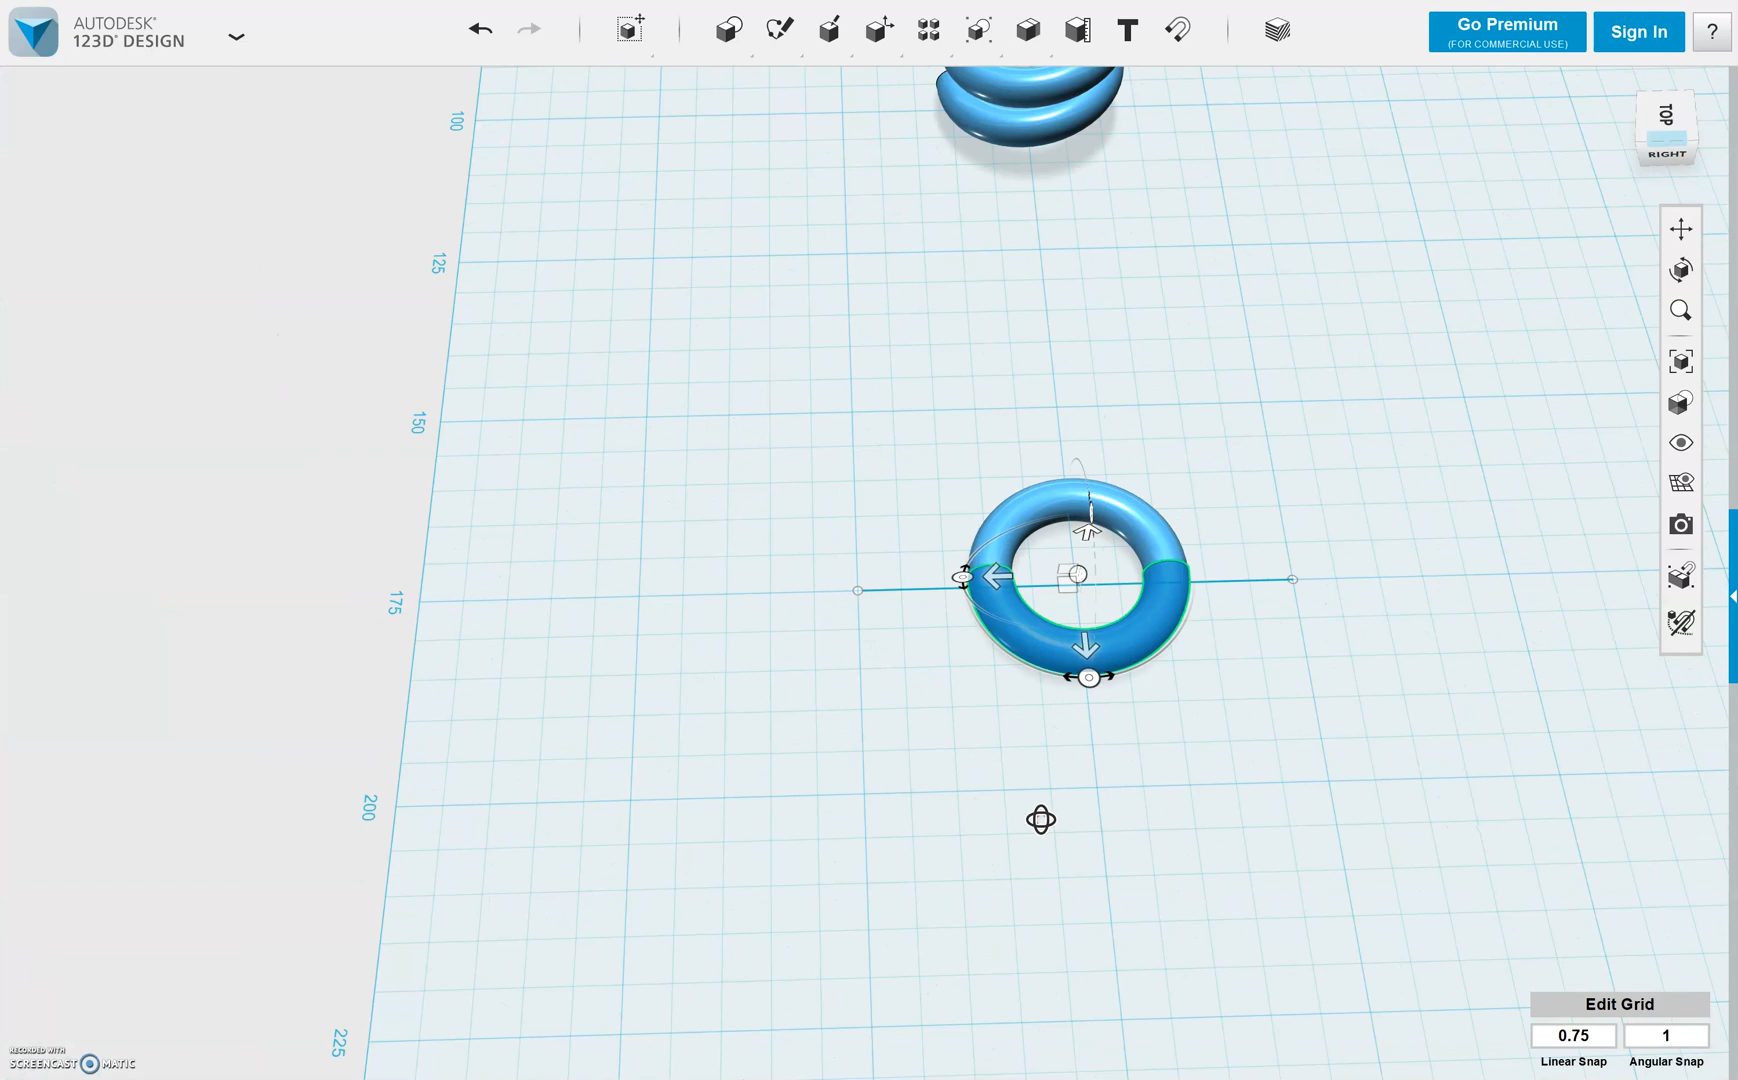 AUTODESK®
123D® DESIGN
Go Premium
(FOR COMMERCIAL USE)
Sign In
?
T
TOP
RIGHT
100
125
150
175
200
225
Edit Grid
0.75
1
Linear Snap
Angular Snap
RECORDED WITH
SCREENCAST MATIC